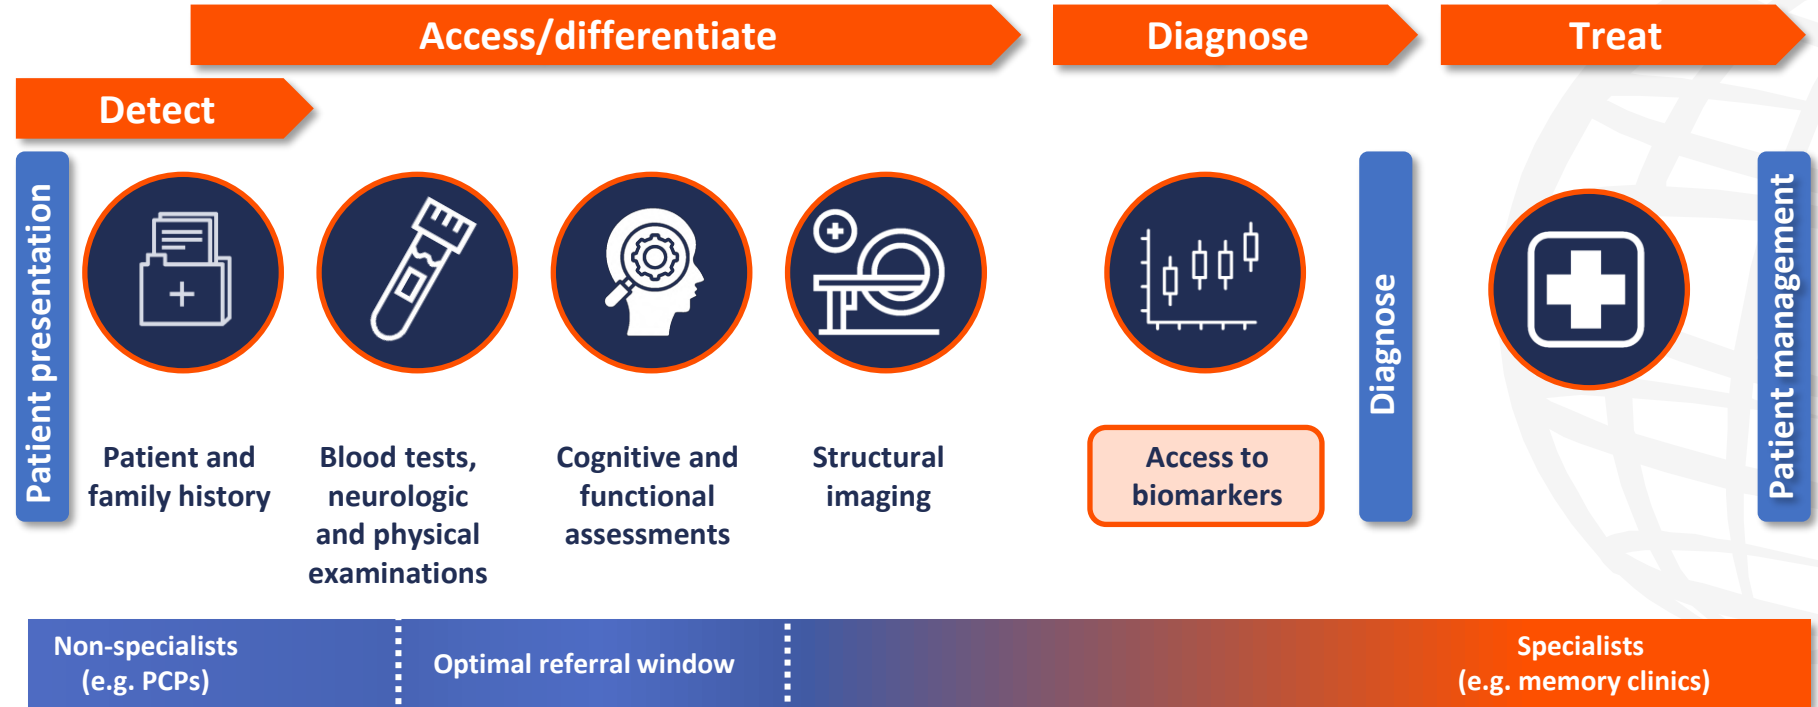 Access/differentiate
Diagnose
Treat
Detect
Patient presentation
Patient and
family history
Blood tests,
neurologic
and physical
examinations
Cognitive and
functional
assessments
Structural
imaging
Access to
biomarkers
Diagnose
Patient management
Non-specialists
(e.g. PCPs)
Optimal referral window
Specialists
(e.g. memory clinics)